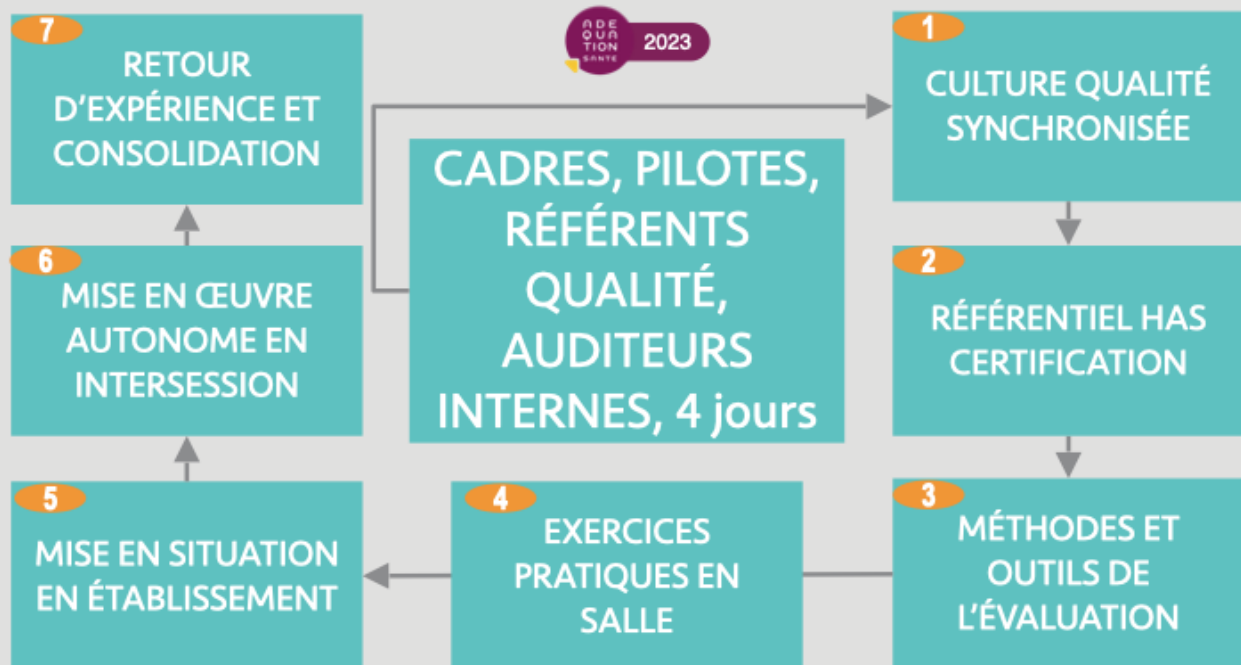 ADE
QUA
TION
SANTE
2023
CADRES, PILOTES,
RÉFÉRENTS
QUALITÉ,
AUDITEURS
INTERNES, 4 jours
1
CULTURE QUALITÉ
SYNCHRONISÉE
2
RÉFÉRENTIEL HAS
CERTIFICATION
3
MÉTHODES ET
OUTILS DE
L’ÉVALUATION
4
EXERCICES
PRATIQUES EN
SALLE
5
MISE EN SITUATION
EN ÉTABLISSEMENT
6
MISE EN ŒUVRE
AUTONOME EN
INTERSESSION
7
RETOUR
D’EXPÉRIENCE ET
CONSOLIDATION